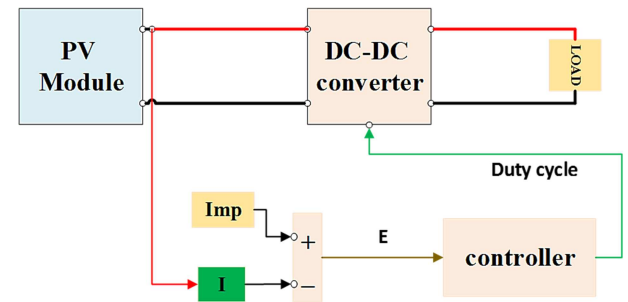 PV
Module
DC-DC
converter
LOAD
Duty cycle
Imp
+
E
controller
I
−